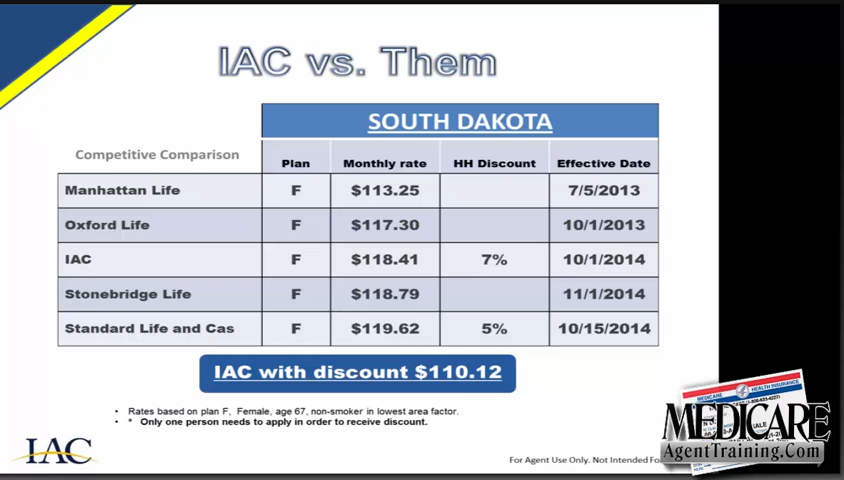 IAC vs. Them
SOUTH DAKOTA
Competitive Comparison Plan Monthly rate HH Discount Effective Date
Manhattan Life F $113.25 7/5/2013
Oxford Life F $117.30 10/1/2013
IAC F $118.41 7% 10/1/2014
Stonebridge Life F $118.79 11/1/2014
Standard Life and Cas F $119.62 5% 10/15/2014
IAC with discount $110.12
• Rates based on plan F, Female, age 67, non-smoker in lowest area factor.
• * Only one person needs to apply in order to receive discount.
IAC
For Agent Use Only. Not Intended
HEALTH INSURANCE
MEDICARE
AgentTraining.Com